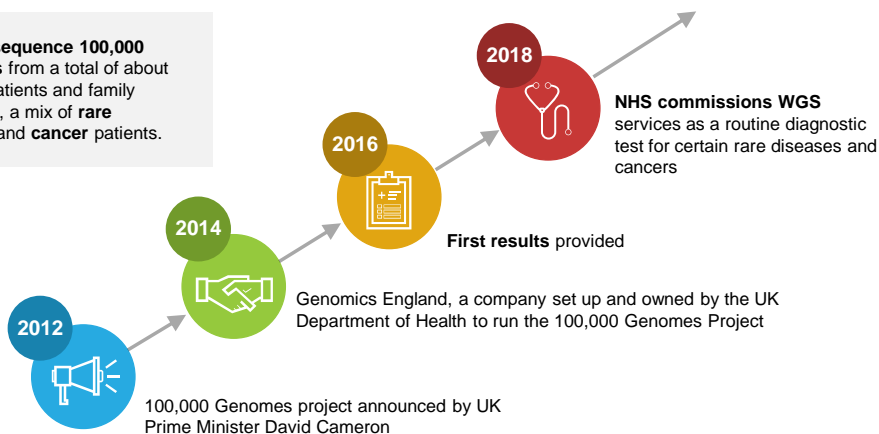 sequence 100,000
from a total of about
and family
, a mix of rare
and cancer patients.
2018
NHS commissions WGS
services as a routine diagnostic
test for certain rare diseases and
cancers
2016
First results provided
2014
Genomics England, a company set up and owned by the UK
Department of Health to run the 100,000 Genomes Project
2012
100,000 Genomes project announced by UK
Prime Minister David Cameron